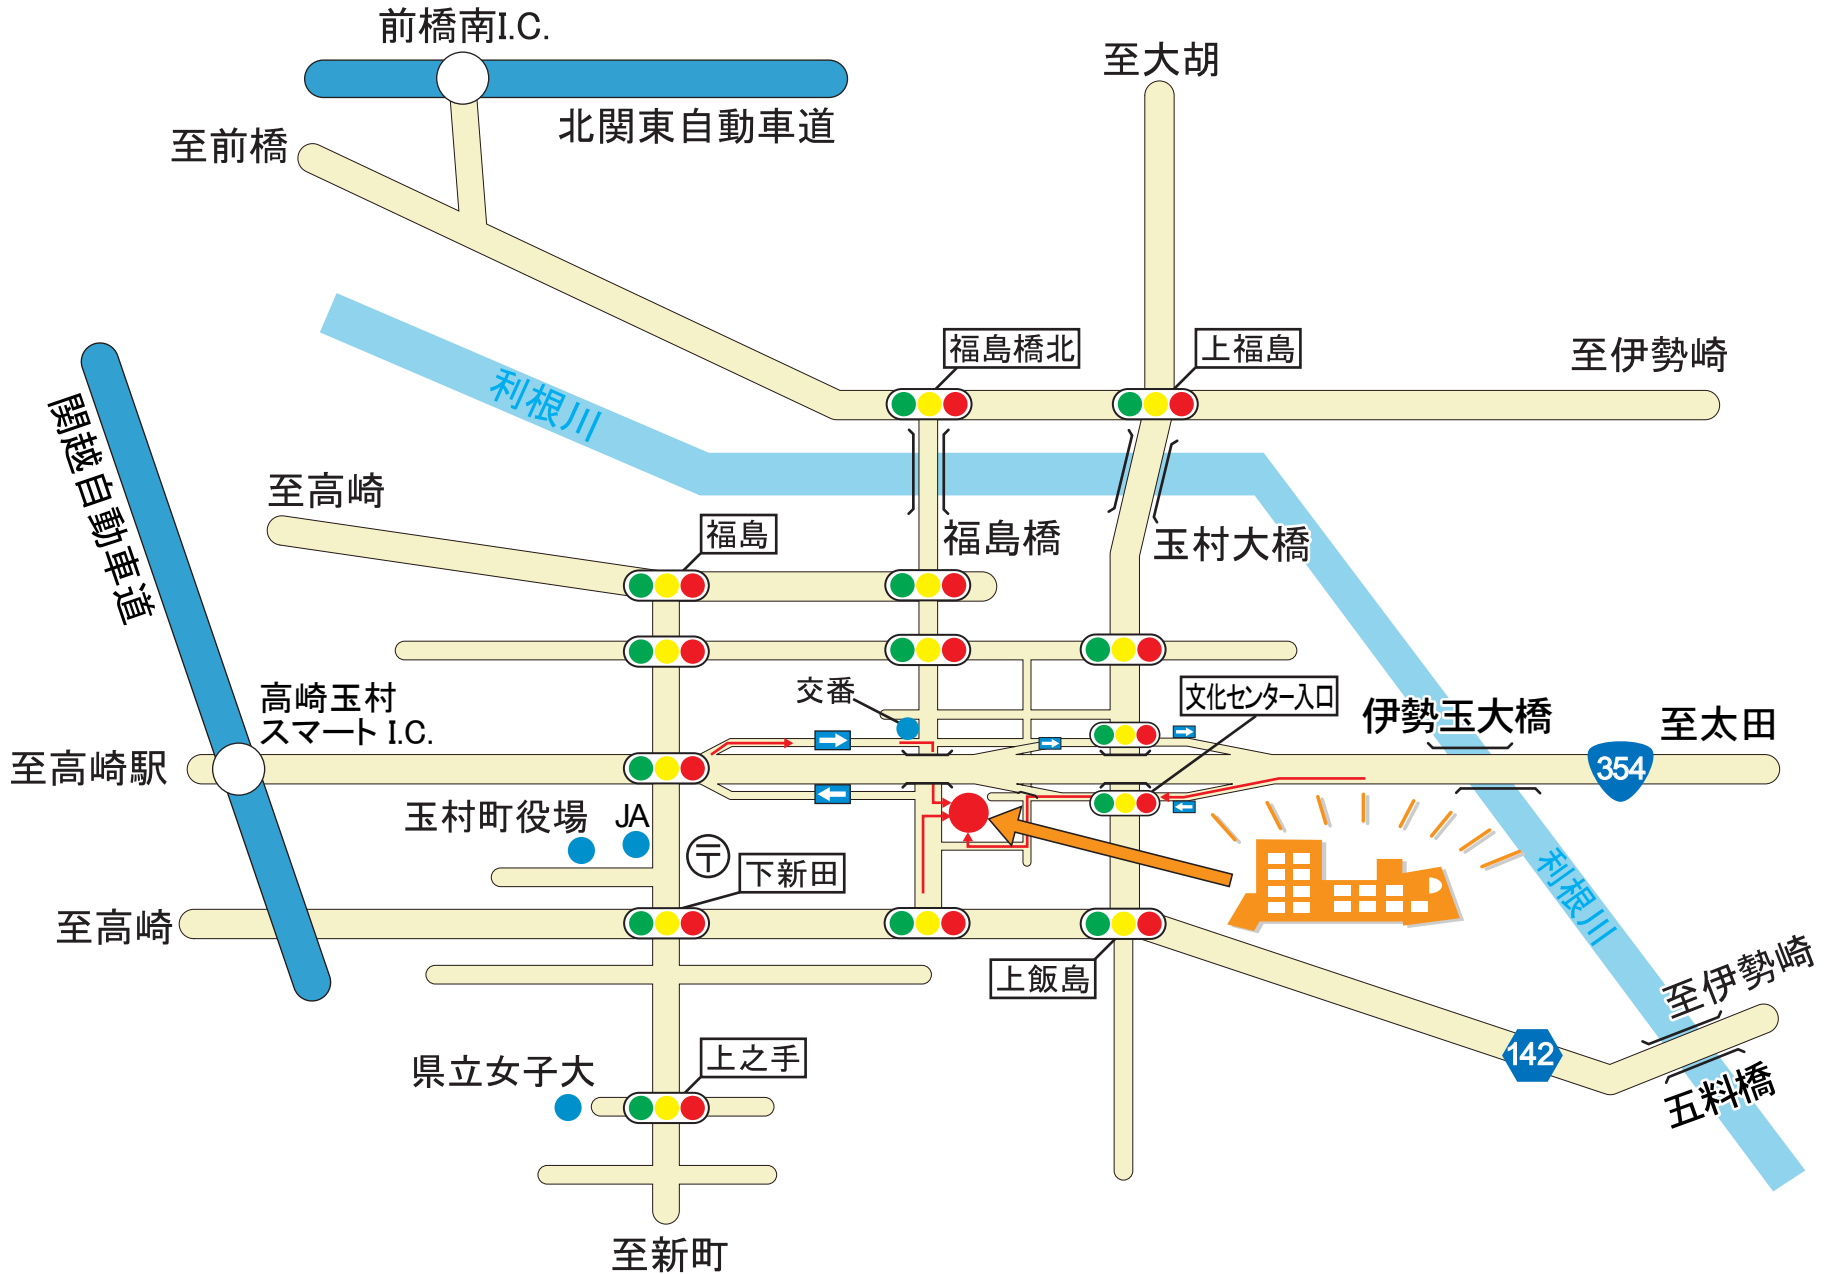 前橋南I.C.
至大胡
北関東自動車道
至前橋
福島橋北
上福島
至伊勢崎
利根川
関越自動車道
至高崎
福島
福島橋
玉村大橋
交番
文化センター入口
高崎玉村
スマート I.C.
伊勢玉大橋
至太田
至高崎駅
354
玉村町役場
JA
〒
下新田
利根川
至高崎
上飯島
至伊勢崎
142
上之手
県立女子大
五料橋
至新町